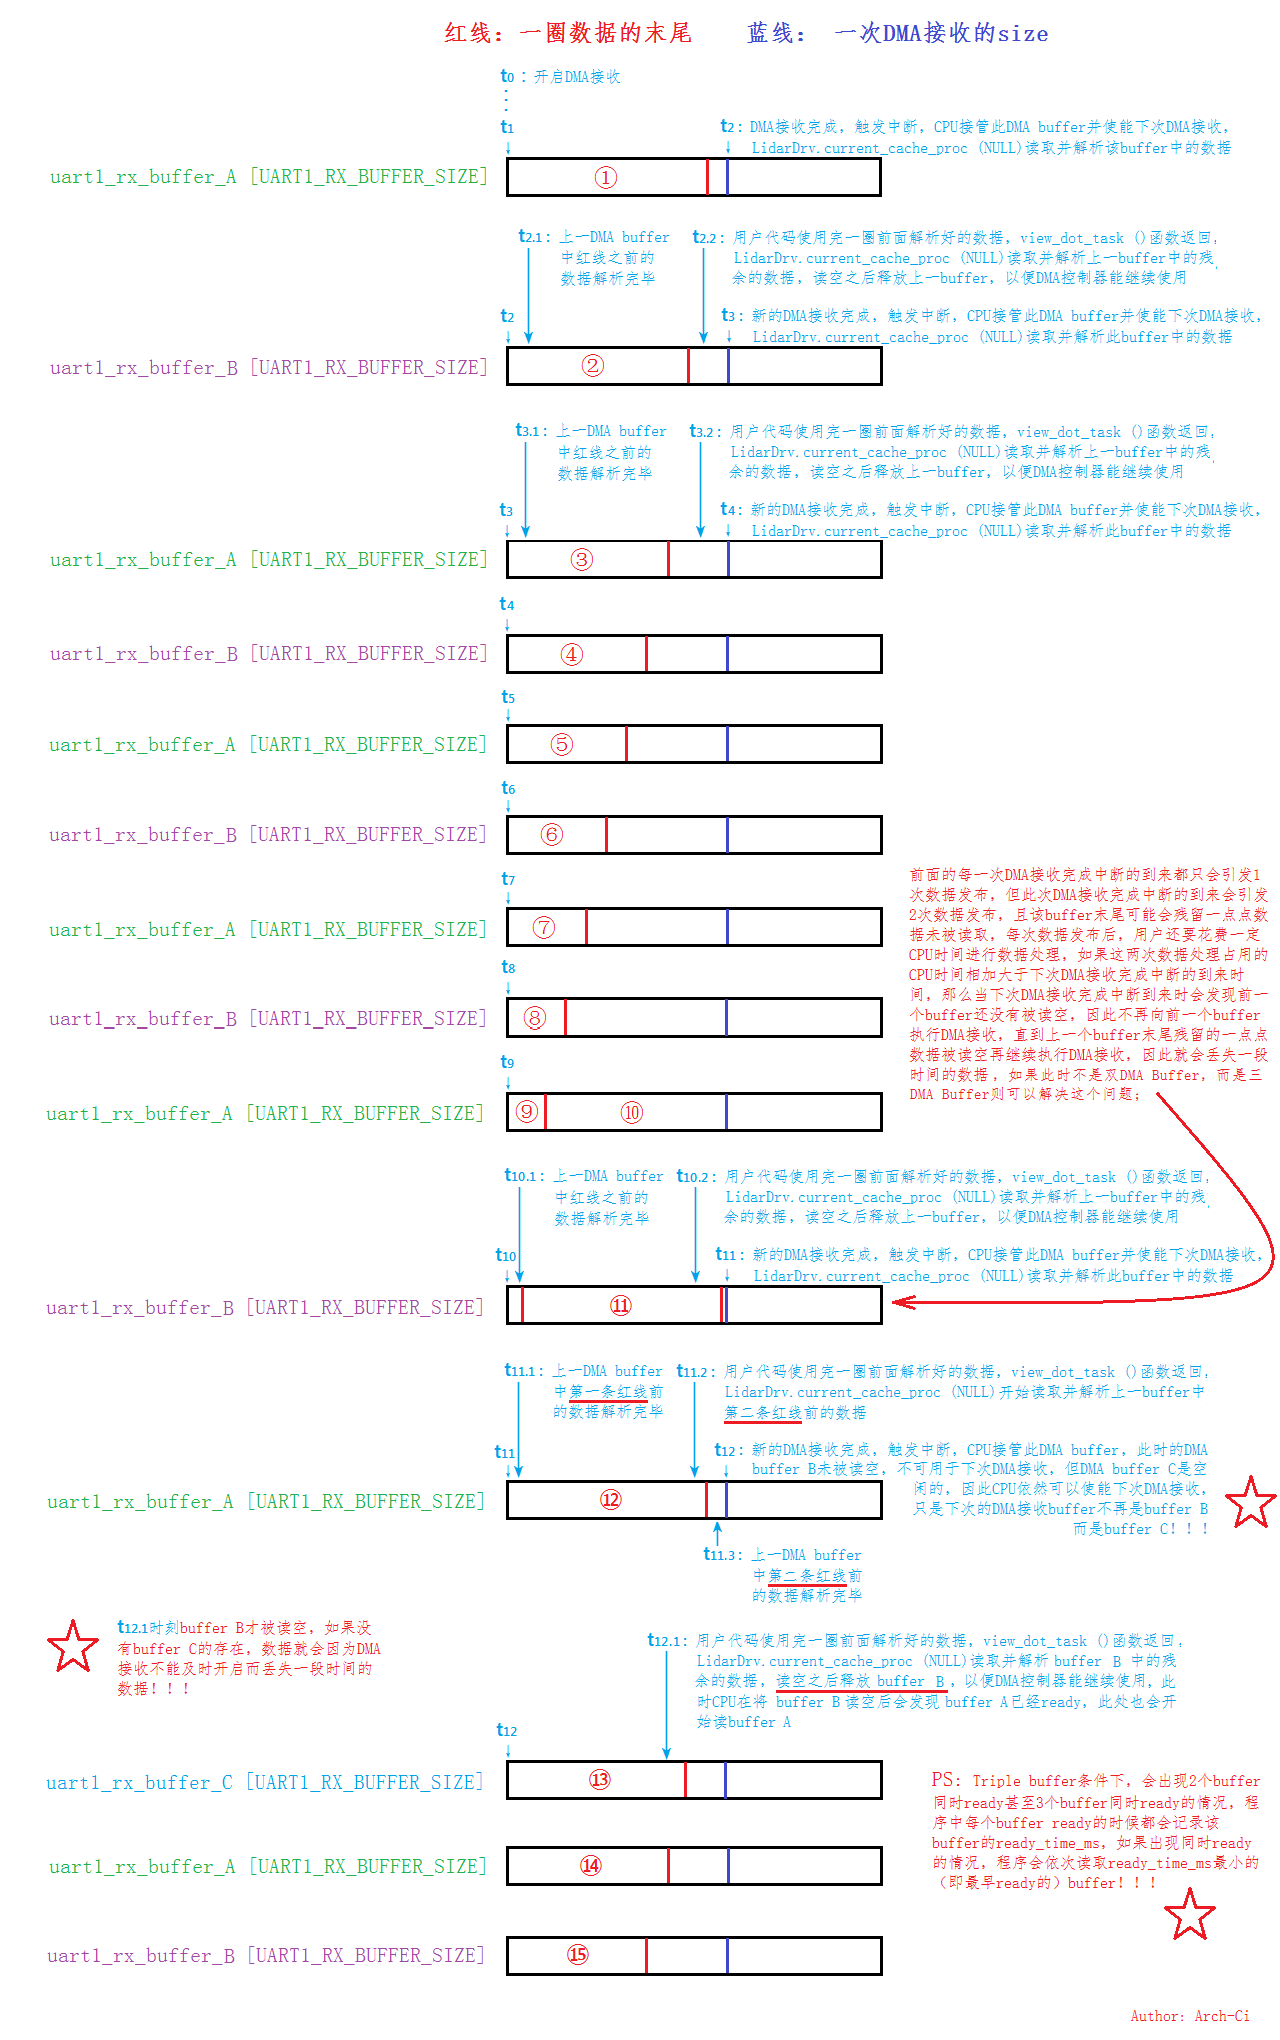 红线：一圈数据的末尾 蓝线： 一次DMA接收的size
t0：开启DMA接收
t1
t2：DMA接收完成，触发中断，CPU接管此DMA buffer并使能下次DMA接收，
LidarDrv.current_cache_proc (NULL)读取并解析该buffer中的数据
uart1_rx_buffer_A [UART1_RX_BUFFER_SIZE]
①
t2.1：上一DMA buffer
中红线之前的
数据解析完毕
t2.2：用户代码使用完一圈前面解析好的数据，view_dot_task ()函数返回，
LidarDrv.current_cache_proc (NULL)读取并解析上一buffer中的残
余的数据，读空之后释放上一buffer，以便DMA控制器能继续使用
t2
t3：新的DMA接收完成，触发中断，CPU接管此DMA buffer并使能下次DMA接收，
LidarDrv.current_cache_proc (NULL)读取并解析此buffer中的数据
uart1_rx_buffer_B [UART1_RX_BUFFER_SIZE]
②
t3.1：上一DMA buffer
中红线之前的
数据解析完毕
t3.2：用户代码使用完一圈前面解析好的数据，view_dot_task ()函数返回，
LidarDrv.current_cache_proc (NULL)读取并解析上一buffer中的残
余的数据，读空之后释放上一buffer，以便DMA控制器能继续使用
t3
t4：新的DMA接收完成，触发中断，CPU接管此DMA buffer并使能下次DMA接收，
LidarDrv.current_cache_proc (NULL)读取并解析此buffer中的数据
uart1_rx_buffer_A [UART1_RX_BUFFER_SIZE]
③
t4
uart1_rx_buffer_B [UART1_RX_BUFFER_SIZE]
④
t5
uart1_rx_buffer_A [UART1_RX_BUFFER_SIZE]
⑤
t6
uart1_rx_buffer_B [UART1_RX_BUFFER_SIZE]
⑥
t7
uart1_rx_buffer_A [UART1_RX_BUFFER_SIZE]
⑦
t8
uart1_rx_buffer_B [UART1_RX_BUFFER_SIZE]
⑧
t9
uart1_rx_buffer_A [UART1_RX_BUFFER_SIZE]
⑨ ⑩
前面的每一次DMA接收完成中断的到来都只会引发1
次数据发布，但此次DMA接收完成中断的到来会引发
2次数据发布，且该buffer末尾可能会残留一点点数
据未被读取，每次数据发布后，用户还要花费一定
CPU时间进行数据处理，如果这两次数据处理占用的
CPU时间相加大于下次DMA接收完成中断的到来时
间，那么当下次DMA接收完成中断到来时会发现前一
个buffer还没有被读空，因此不再向前一个buffer
执行DMA接收，直到上一个buffer末尾残留的一点点
数据被读空再继续执行DMA接收，因此就会丢失一段
时间的数据，如果此时不是双DMA Buffer，而是三
DMA Buffer则可以解决这个问题；
t10.1：上一DMA buffer
中红线之前的
数据解析完毕
t10.2：用户代码使用完一圈前面解析好的数据，view_dot_task ()函数返回，
LidarDrv.current_cache_proc (NULL)读取并解析上一buffer中的残
余的数据，读空之后释放上一buffer，以便DMA控制器能继续使用
t10
t11：新的DMA接收完成，触发中断，CPU接管此DMA buffer并使能下次DMA接收，
LidarDrv.current_cache_proc (NULL)读取并解析此buffer中的数据
uart1_rx_buffer_B [UART1_RX_BUFFER_SIZE]
⑪
t11.1：上一DMA buffer
中第一条红线前
的数据解析完毕
t11.2：用户代码使用完一圈前面解析好的数据，view_dot_task ()函数返回，
LidarDrv.current_cache_proc (NULL)开始读取并解析上一buffer中
第二条红线前的数据
t11
t12：新的DMA接收完成，触发中断，CPU接管此DMA buffer，此时的DMA
buffer B未被读空，不可用于下次DMA接收，但DMA buffer C是空
闲的，因此CPU依然可以使能下次DMA接收，
只是下次的DMA接收buffer不再是buffer B
而是buffer C！！！
uart1_rx_buffer_A [UART1_RX_BUFFER_SIZE]
⑫
t11.3：上一DMA buffer
中第二条红线前
的数据解析完毕
t12.1时刻buffer B才被读空，如果没
有buffer C的存在，数据就会因为DMA
接收不能及时开启而丢失一段时间的
数据！！！
t12.1：用户代码使用完一圈前面解析好的数据，view_dot_task ()函数返回，
LidarDrv.current_cache_proc (NULL)读取并解析 buffer B 中的残
余的数据，读空之后释放 buffer B，以便DMA控制器能继续使用，此
时CPU在将 buffer B 读空后会发现 buffer A已经ready，此处也会开
始读buffer A
t12
uart1_rx_buffer_C [UART1_RX_BUFFER_SIZE]
⑬
PS：Triple buffer条件下，会出现2个buffer
同时ready甚至3个buffer同时ready的情况，程
序中每个buffer ready的时候都会记录该
buffer的ready_time_ms，如果出现同时ready
的情况，程序会依次读取ready_time_ms最小的
（即最早ready的）buffer！！！
uart1_rx_buffer_A [UART1_RX_BUFFER_SIZE]
⑭
uart1_rx_buffer_B [UART1_RX_BUFFER_SIZE]
⑮
Author：Arch-Ci